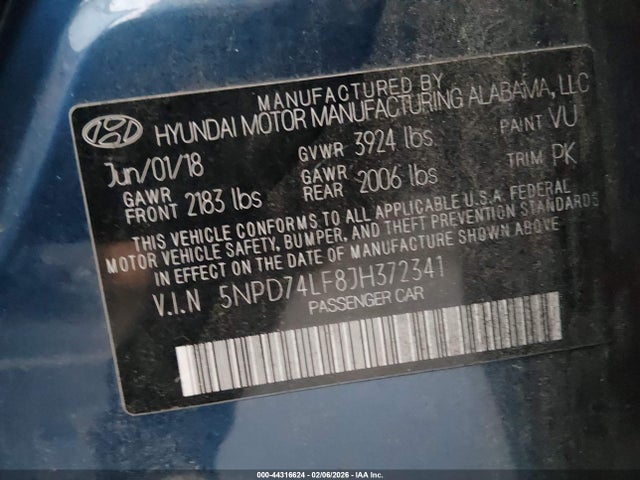 MANUFACTURED BY
HYUNDAI MOTOR MANUFACTURING ALABAMA, LLC
Jun/01/18 GVWR 3924 lbs PAINT VU
GAWR FRONT 2183 lbs GAWR REAR 2006 lbs TRIM PK
THIS VEHICLE CONFORMS TO ALL APPLICABLE U.S.A. FEDERAL
MOTOR VEHICLE SAFETY, BUMPER, AND THEFT PREVENTION STANDARDS
IN EFFECT ON THE DATE OF MANUFACTURE SHOWN ABOVE
V.I.N 5NPD74LF8JH372341
PASSENGER CAR
000-44316624 | 02/06/2026 - IAA Inc.